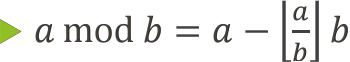 a mod b = a − ⌊a/b⌋ b